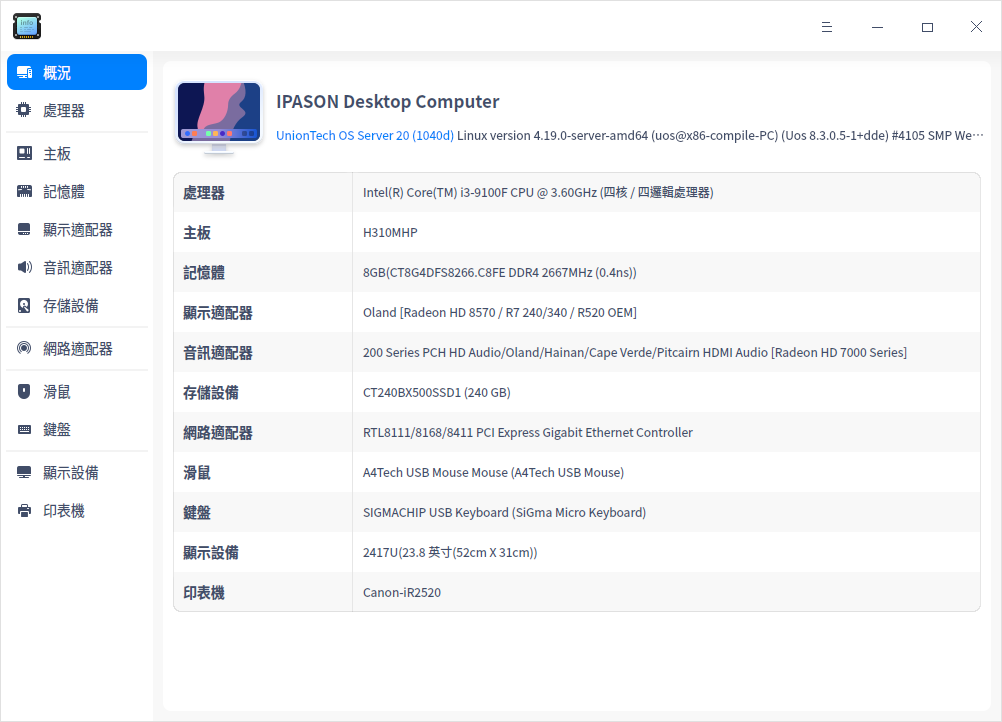 info
概況
處理器
主板
記憶體
顯示適配器
音訊適配器
存儲設備
網路適配器
滑鼠
鍵盤
顯示設備
印表機
IPASON Desktop Computer
UnionTech OS Server 20 (1040d) Linux version 4.19.0-server-amd64 (uos@x86-compile-PC) (Uos 8.3.0.5-1+dde) #4105 SMP We⋯
處理器 Intel(R) Core(TM) i3-9100F CPU @ 3.60GHz (四核 / 四邏輯處理器)
主板 H310MHP
記憶體 8GB(CT8G4DFS8266.C8FE DDR4 2667MHz (0.4ns))
顯示適配器 Oland [Radeon HD 8570 / R7 240/340 / R520 OEM]
音訊適配器 200 Series PCH HD Audio/Oland/Hainan/Cape Verde/Pitcairn HDMI Audio [Radeon HD 7000 Series]
存儲設備 CT240BX500SSD1 (240 GB)
網路適配器 RTL8111/8168/8411 PCI Express Gigabit Ethernet Controller
滑鼠 A4Tech USB Mouse Mouse (A4Tech USB Mouse)
鍵盤 SIGMACHIP USB Keyboard (SiGma Micro Keyboard)
顯示設備 2417U(23.8 英寸(52cm X 31cm))
印表機 Canon-iR2520